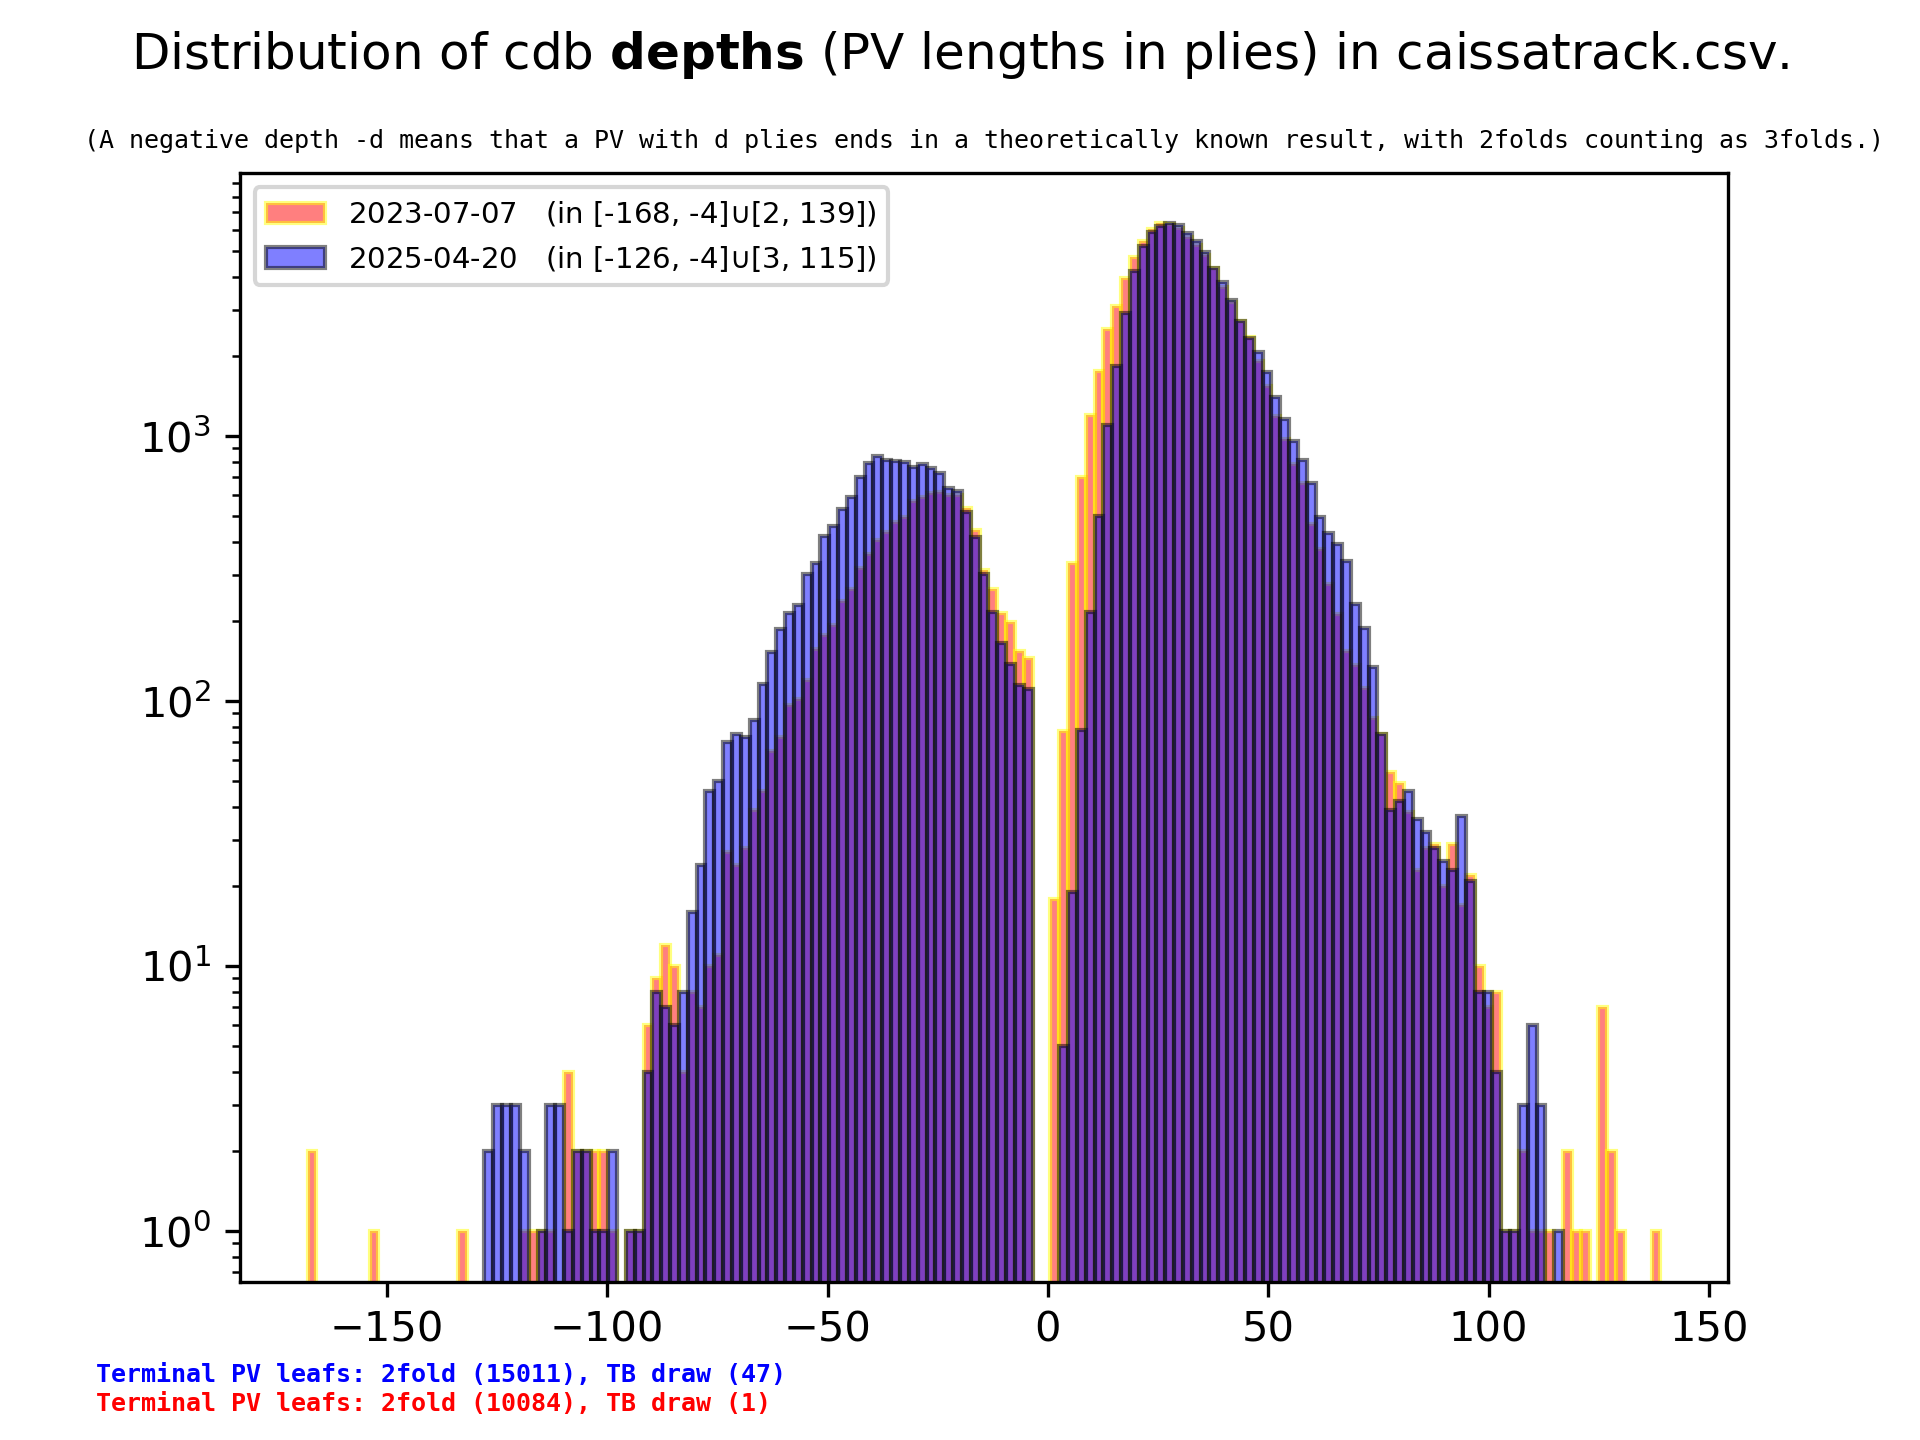 Distribution of cdb depths (PV lengths in plies) in caissatrack.csv.
(A negative depth -d means that a PV with d plies ends in a theoretically known result, with 2folds counting as 3folds.)
2023-07-07 (in [-168, -4]∪[2, 139])
2025-04-20 (in [-126, -4]∪[3, 115])
10³
10²
10¹
10⁰
−150 −100 −50 0 50 100 150
Terminal PV leafs: 2fold (15011), TB draw (47)
Terminal PV leafs: 2fold (10084), TB draw (1)